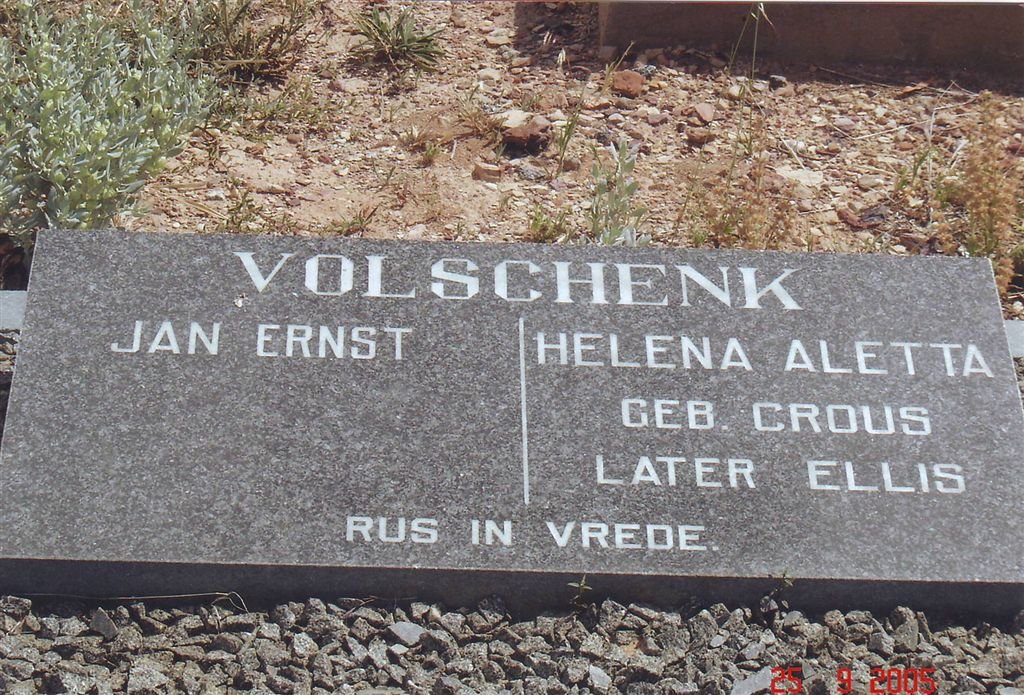 VOLSCHENK
JAN ERNST
HELENA ALETTA
GEB. CROUS
LATER ELLIS
RUS IN VREDE.
25 9 2005